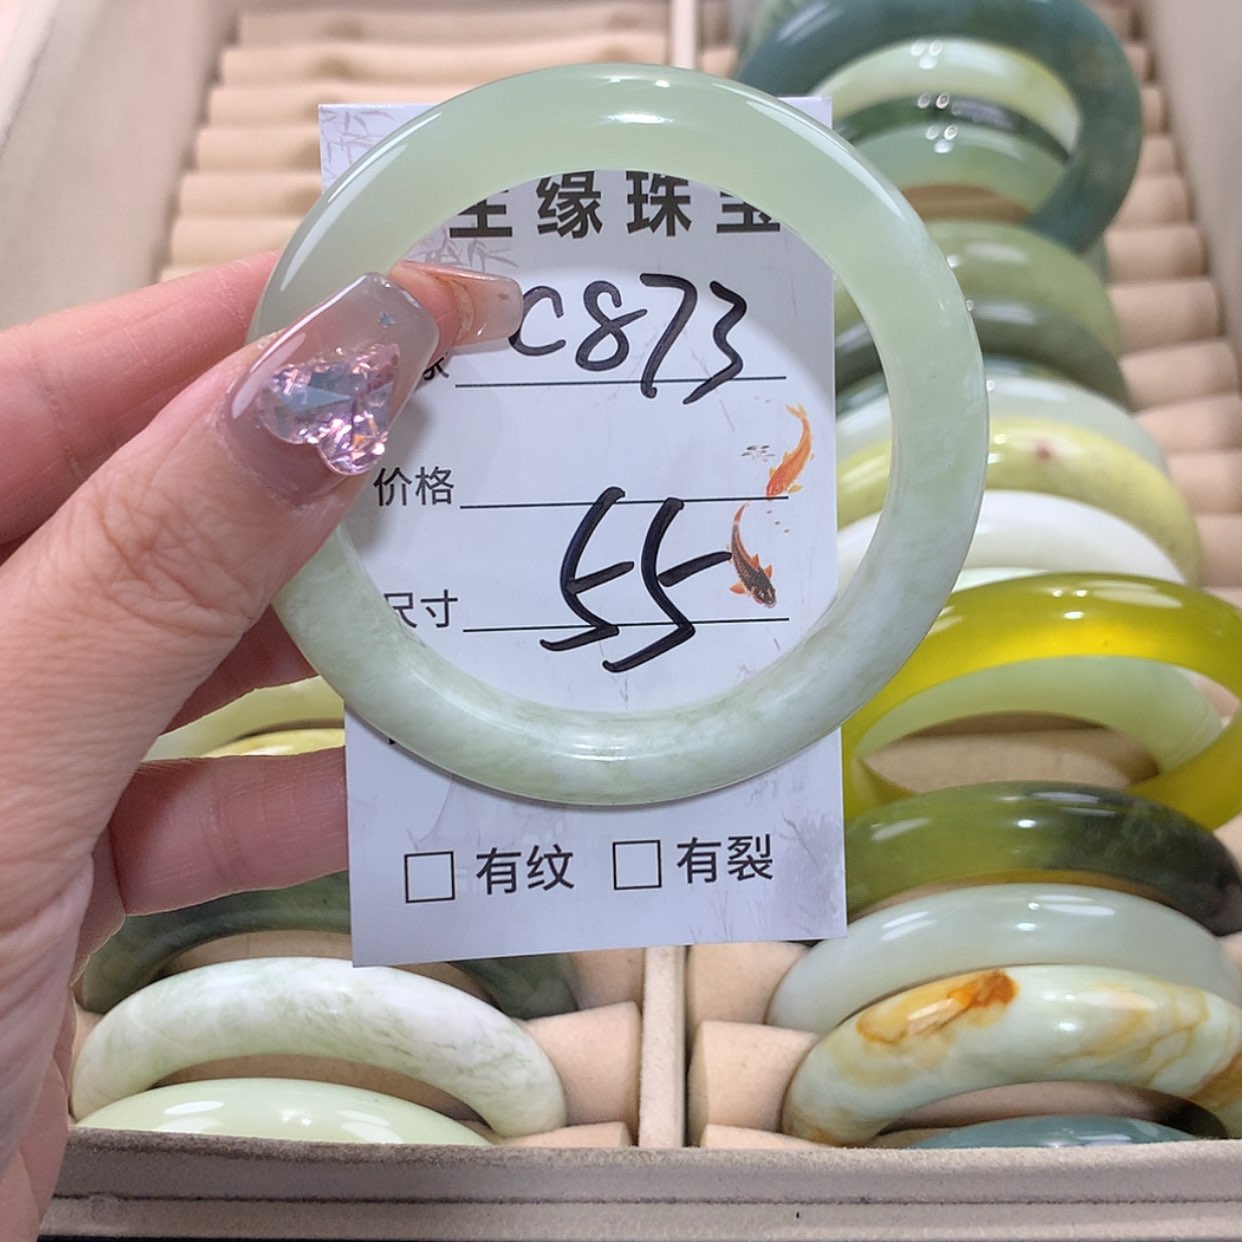 缘珠宝
C873
价格
尺寸 55
有纹 有裂